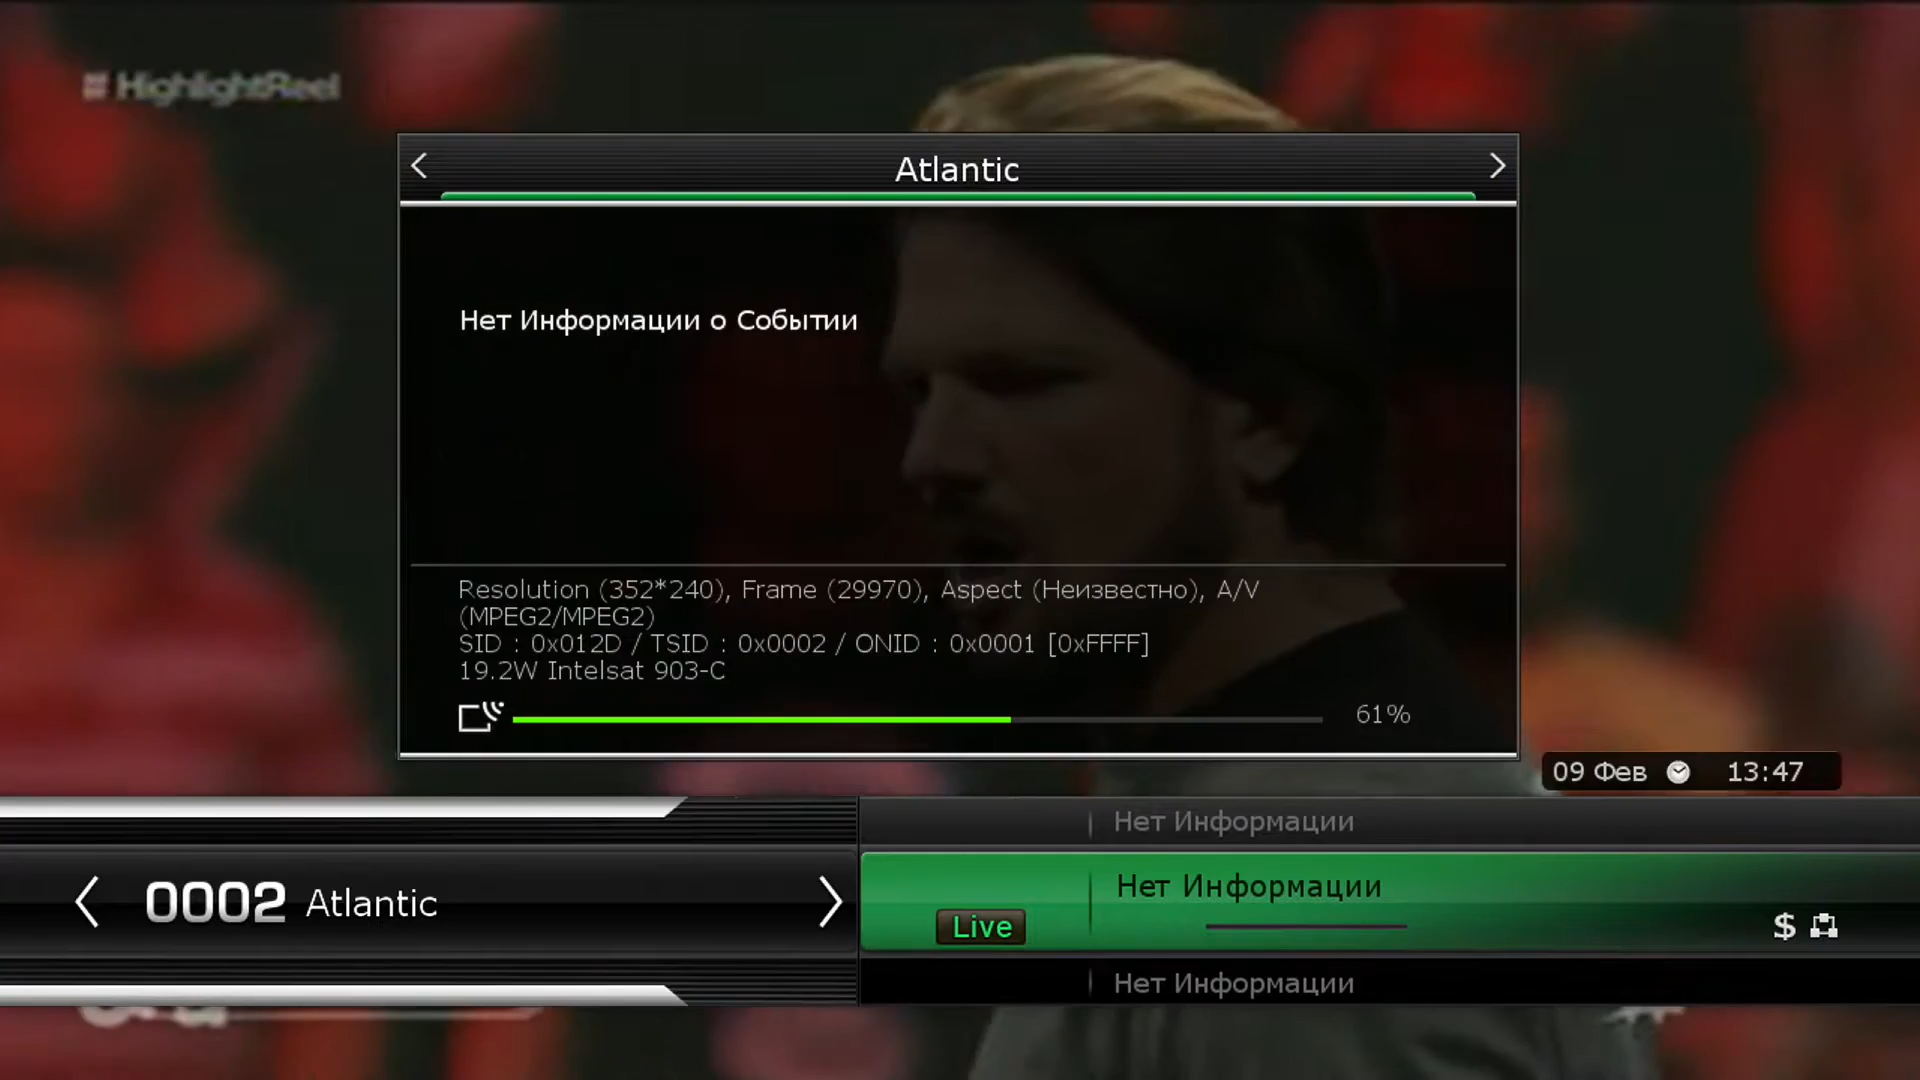 # HighlightReel
Atlantic
Нет Информации о Событии
Resolution (352*240), Frame (29970), Aspect (Неизвестно), A/V
(MPEG2/MPEG2)
SID : 0x012D / TSID : 0x0002 / ONID : 0x0001 [0xFFFF]
19.2W Intelsat 903-C
61%
09 Фев 13:47
Нет Информации
0002 Atlantic
Нет Информации
Live
$
Нет Информации